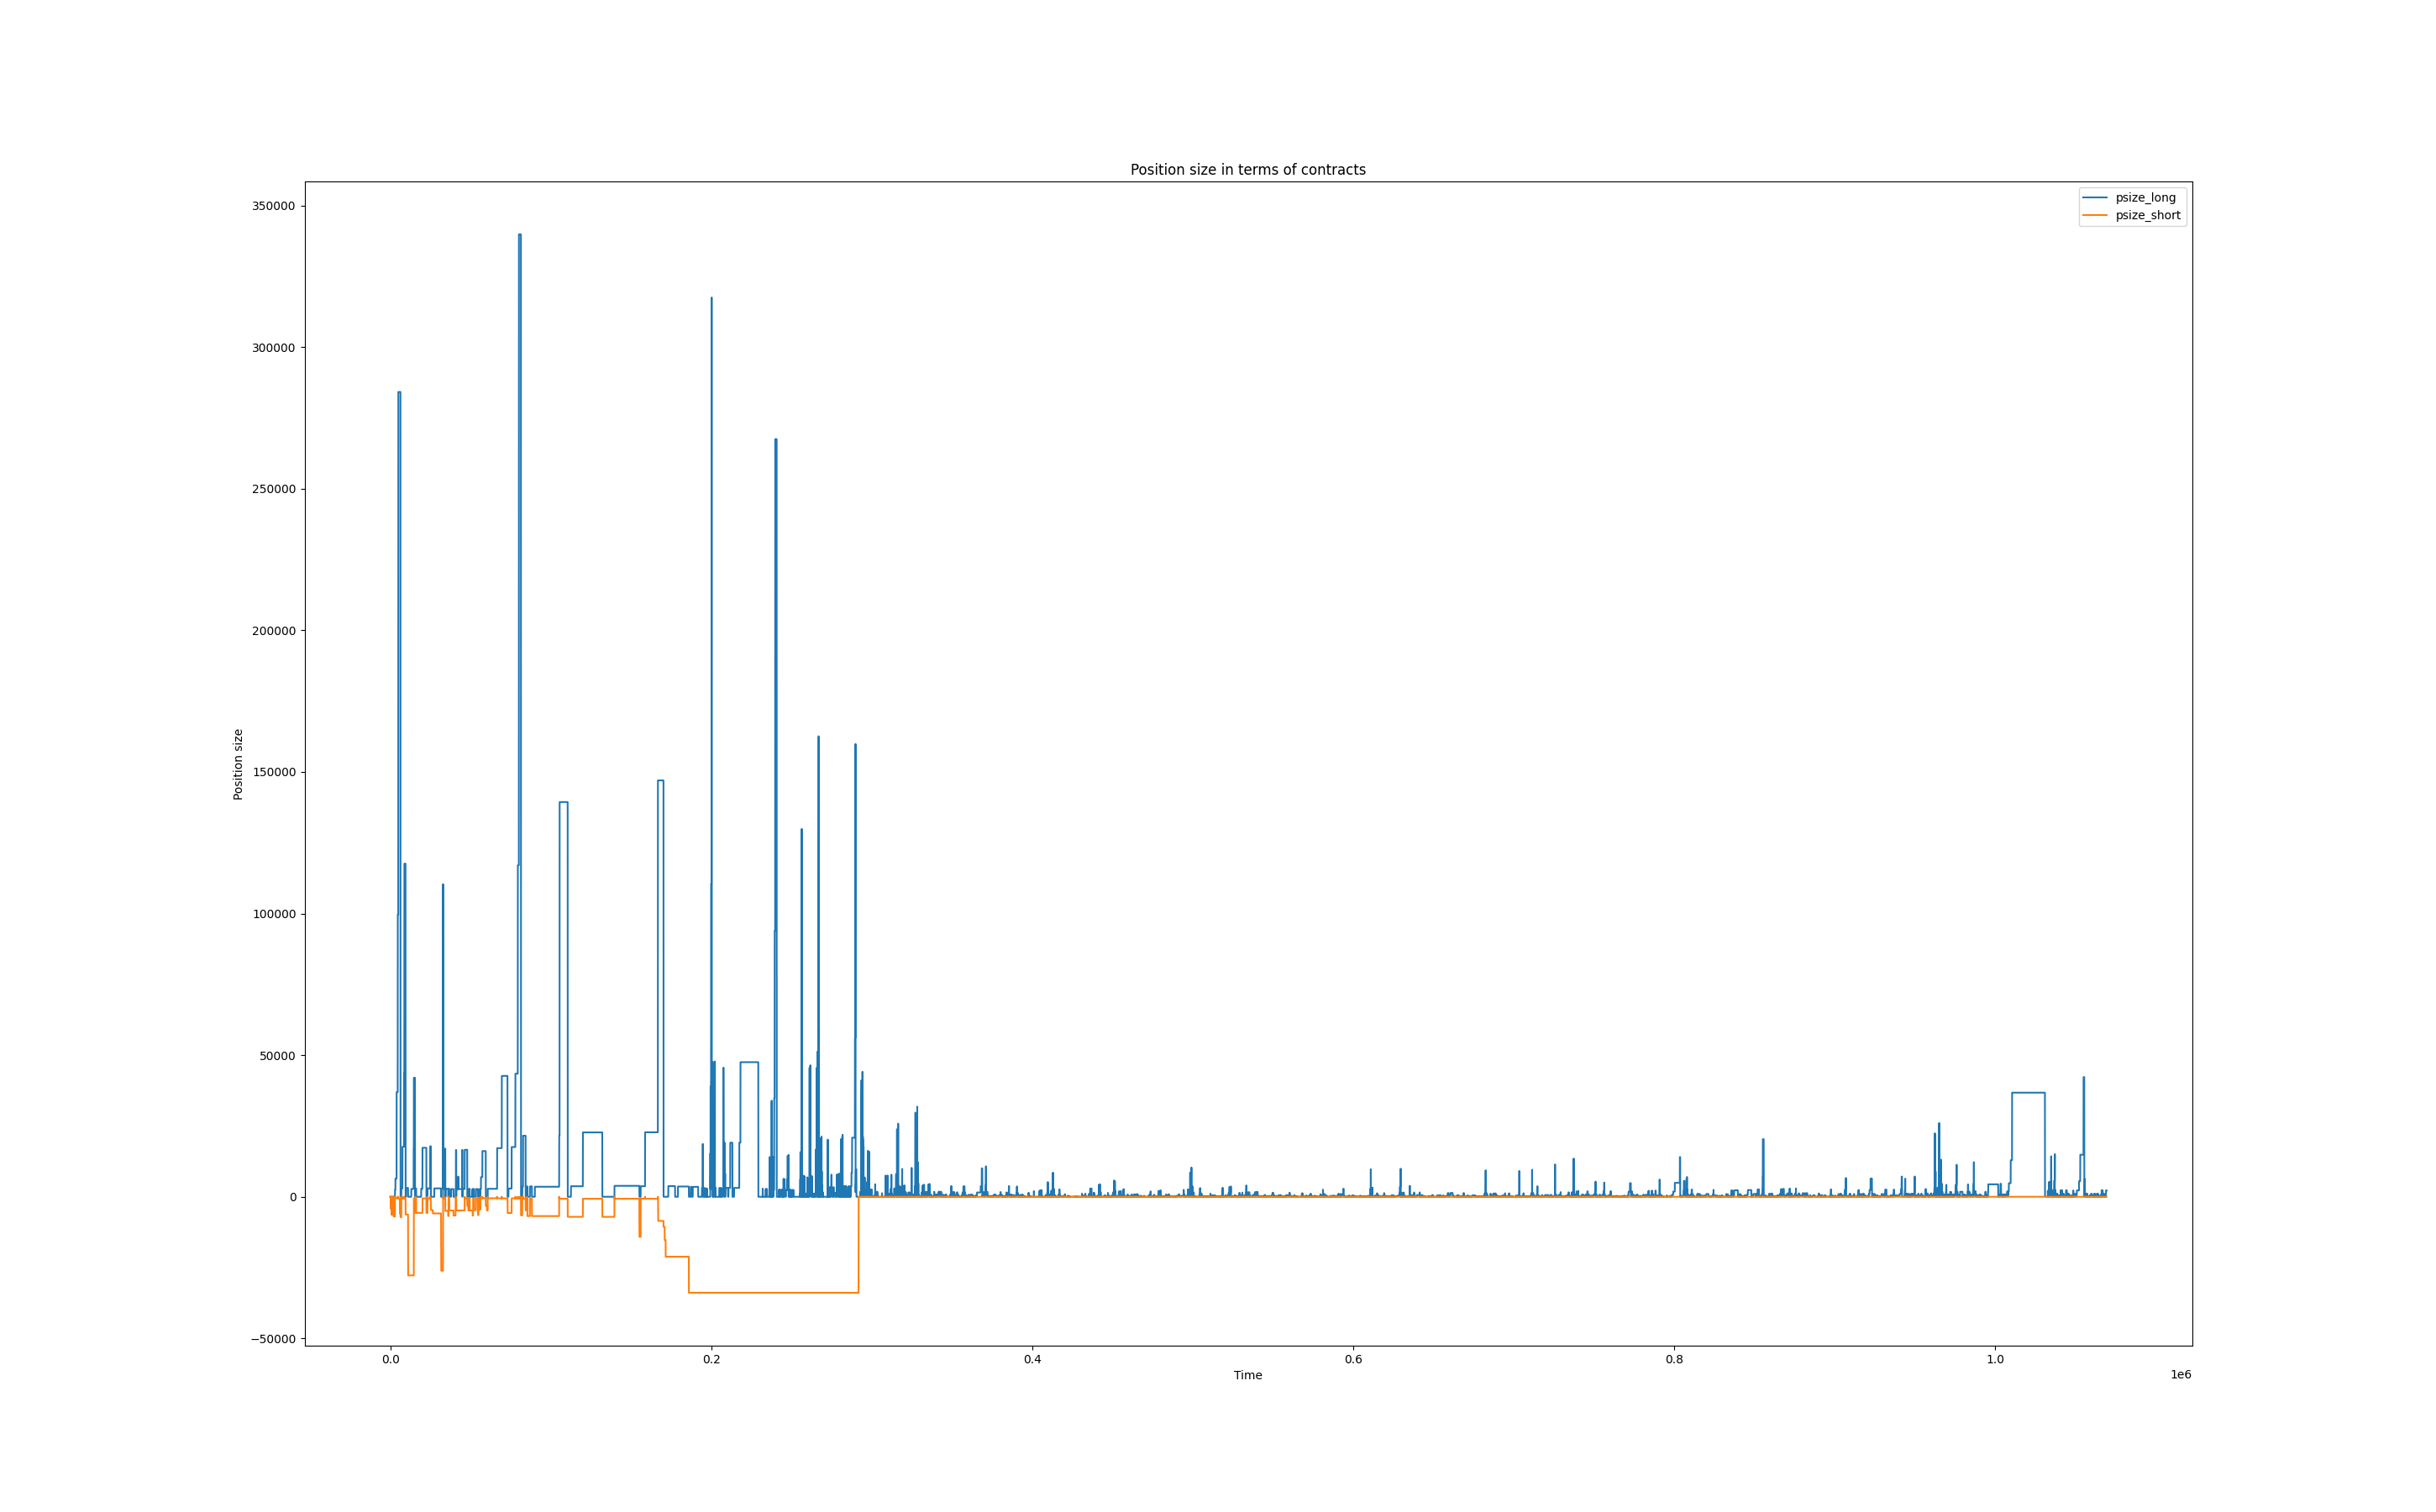 Position size in terms of contracts
psize_long
psize_short
350000
300000
250000
200000
150000
100000
50000
0
−50000
Position size
0.0
0.2
0.4
0.6
0.8
1.0
Time
1e6